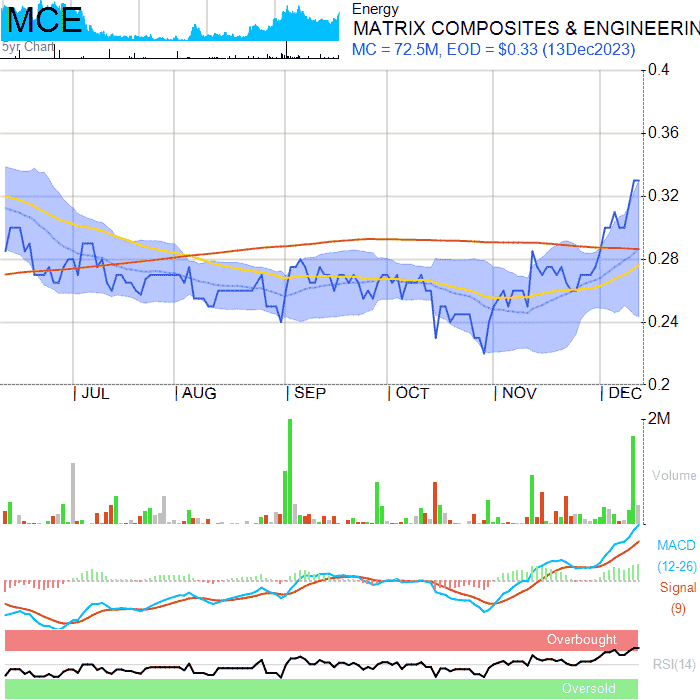 MCE
5yr Chart
Energy
MATRIX COMPOSITES & ENGINEERIN
MC = 72.5M, EOD = $0.33 (13Dec2023)
0.4
0.36
0.32
0.28
0.24
0.2
JUL AUG SEP OCT NOV DEC
2M
Volume
MACD
(12-26)
Signal
(9)
Overbought
RSI(14)
Oversold